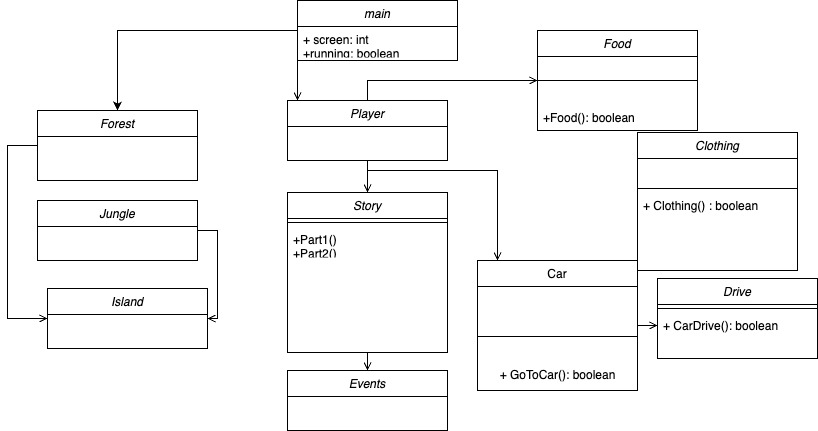 main
+ screen: int
+running: boolean
Food
+Food(): boolean
Forest
Player
Clothing
+ Clothing() : boolean
Jungle
Story
+Part1()
+Part2()
Car
+ GoToCar(): boolean
Drive
+ CarDrive(): boolean
Island
Events